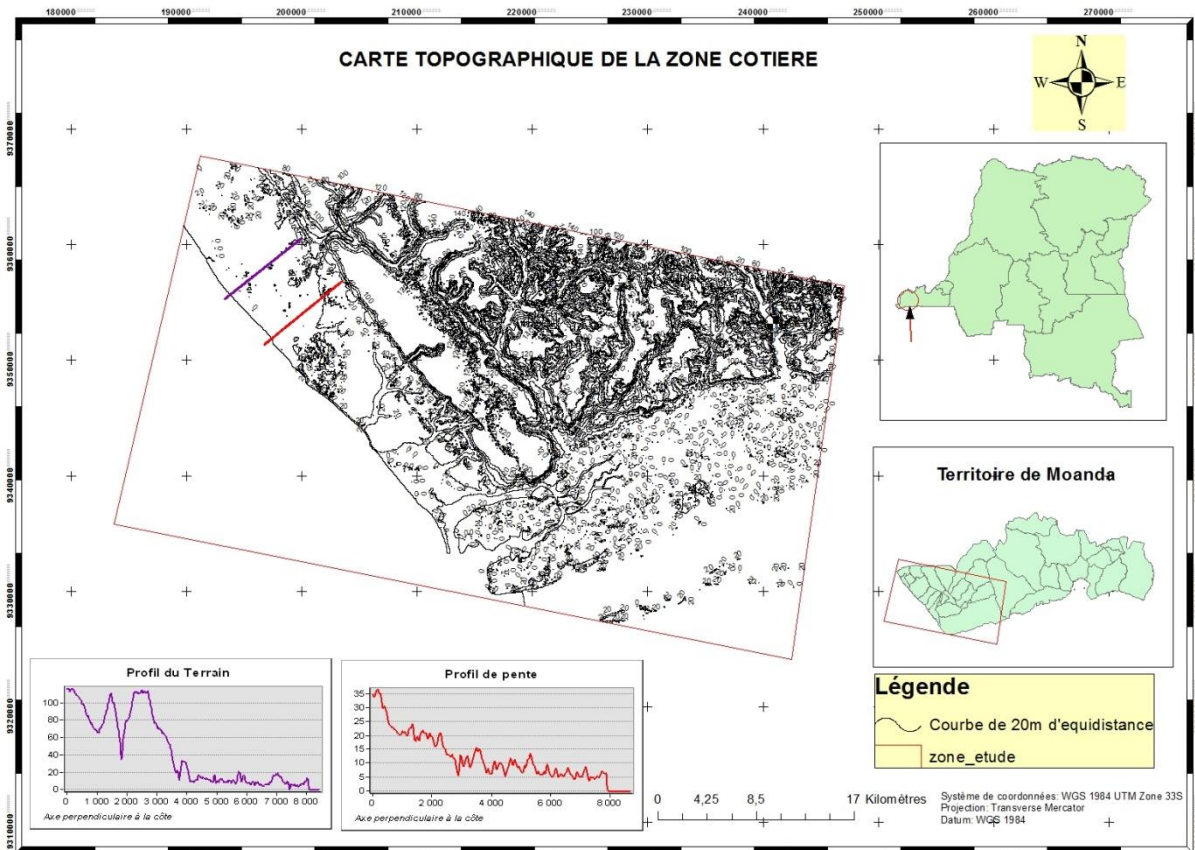 180000 190000 200000 210000 220000 230000 240000 250000 260000 270000
CARTE TOPOGRAPHIQUE DE LA ZONE COTIERE
N
W E
S
9370000
9360000
9350000
9340000
9330000
9320000
9310000
Territoire de Moanda
Profil du Terrain
100
80
60
40
20
0
0 1 000 2 000 3 000 4 000 5 000 6 000 7 000 8 000
Axe perpendiculaire à la côte
Profil de pente
35
30
25
20
15
10
5
0
0 2 000 4 000 6 000 8 000
Axe perpendiculaire à la côte
Légende
Courbe de 20m d'equidistance
zone_etude
0 4,25 8,5 17 Kilomètres
Système de coordonnées: WGS 1984 UTM Zone 33S
Projection: Transverse Mercator
Datum: WGS 1984